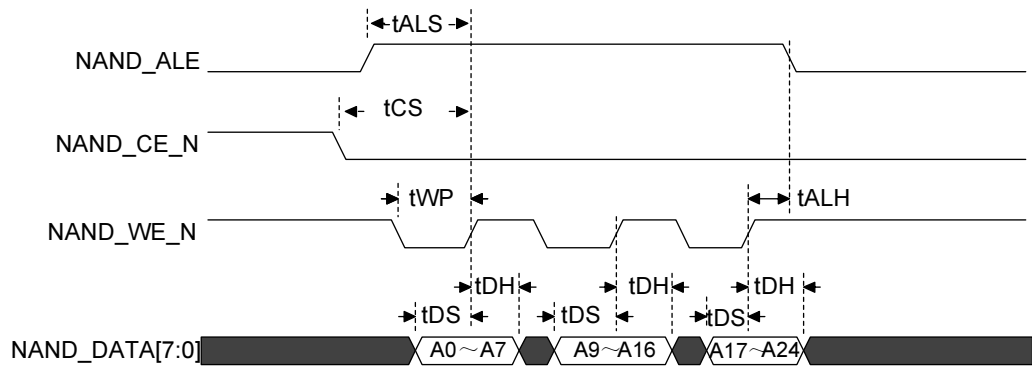 tALS
NAND_ALE
tCS
NAND_CE_N
tWP
tALH
NAND_WE_N
tDH tDH tDH
tDS tDS tDS
NAND_DATA[7:0] A0～A7 A9～A16 A17～A24